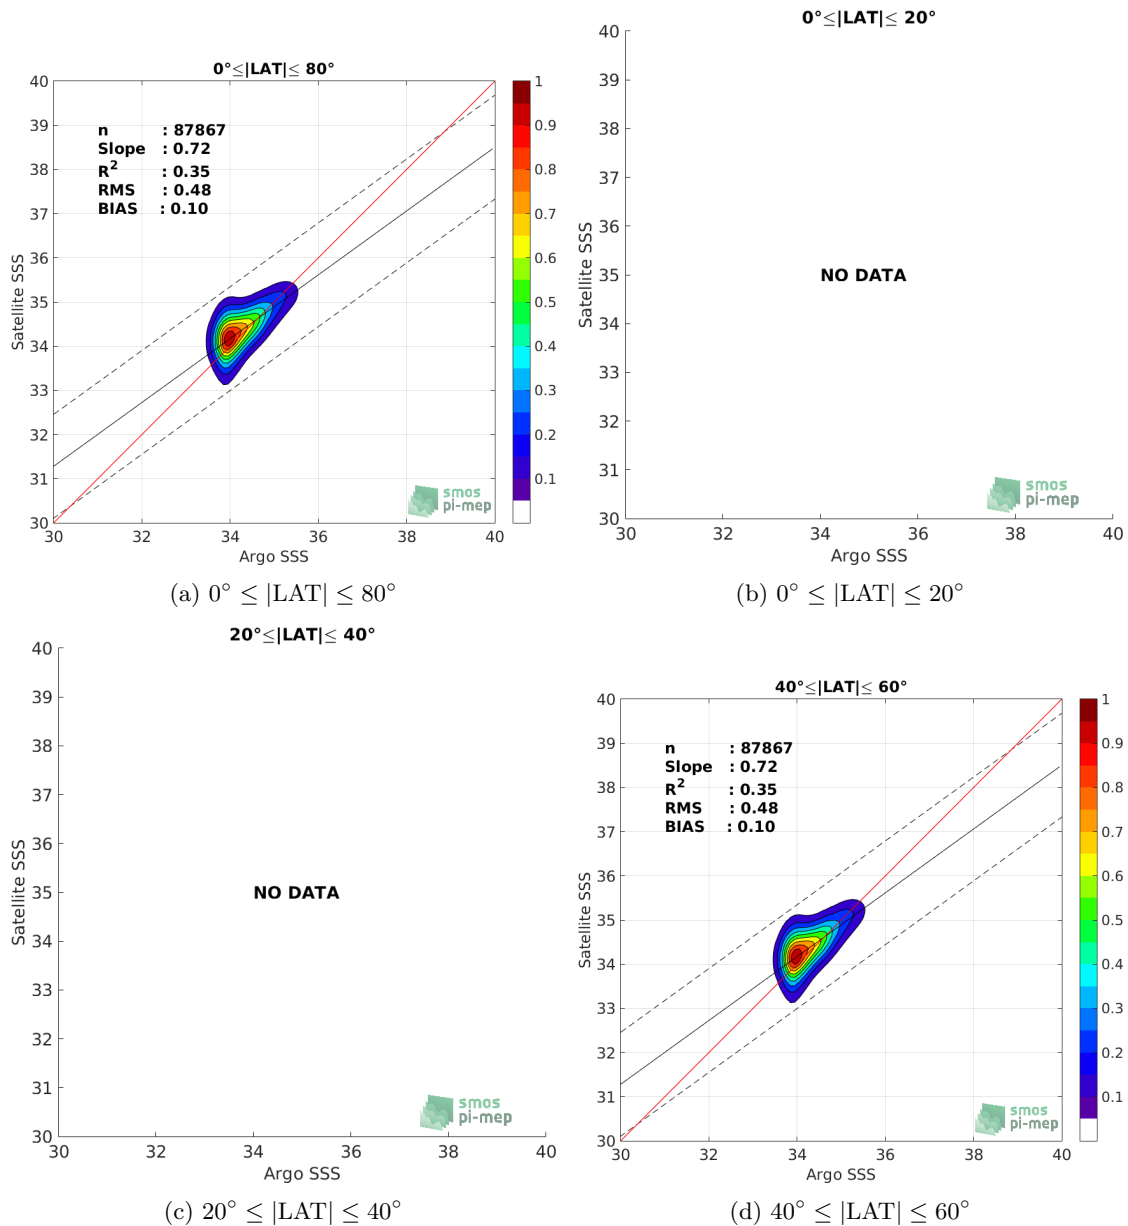 0°≤|LAT|≤ 80°
40
39
38
37
36
35
34
33
32
31
30
Satellite SSS
n : 87867
Slope : 0.72
R² : 0.35
RMS : 0.48
BIAS : 0.10
smos
pi-mep
30 32 34 36 38 40
Argo SSS
1
0.9
0.8
0.7
0.6
0.5
0.4
0.3
0.2
0.1
(a) 0° ≤ |LAT| ≤ 80°
0°≤|LAT|≤ 20°
40
39
38
37
36
35
34
33
32
31
30
Satellite SSS
NO DATA
smos
pi-mep
30 32 34 36 38 40
Argo SSS
(b) 0° ≤ |LAT| ≤ 20°
20°≤|LAT|≤ 40°
40
39
38
37
36
35
34
33
32
31
30
Satellite SSS
NO DATA
smos
pi-mep
30 32 34 36 38 40
Argo SSS
(c) 20° ≤ |LAT| ≤ 40°
40°≤|LAT|≤ 60°
40
39
38
37
36
35
34
33
32
31
30
Satellite SSS
n : 87867
Slope : 0.72
R² : 0.35
RMS : 0.48
BIAS : 0.10
smos
pi-mep
30 32 34 36 38 40
Argo SSS
1
0.9
0.8
0.7
0.6
0.5
0.4
0.3
0.2
0.1
(d) 40° ≤ |LAT| ≤ 60°